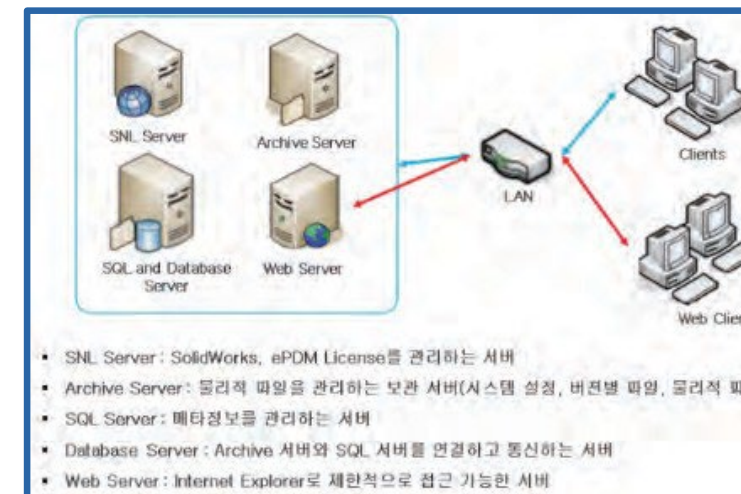 SNL Server
Archive Server
Clients
LAN
SQL and Database
Server
Web Server
Web
▪ SNL Server : SolidWorks, ePDM License를 관리하는 서버
▪ Archive Server : 물리적 파일을 관리하는 보관 서버(시스템 설정, 버젼별 파일, 물리적
▪ SQL Server : 메타정보를 관리하는 서버
▪ Database Server : Archive 서버와 SQL 서버를 연결하고 통신하는 서버
▪ Web Server : Internet Explorer로 제한적으로 접근 가능한 서버